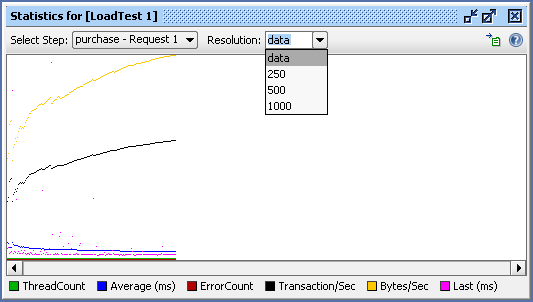 Statistics for [LoadTest 1]
Select Step: purchase - Request 1 Resolution: data
data
250
500
1000
ThreadCount Average (ms) ErrorCount Transaction/Sec Bytes/Sec Last (ms)